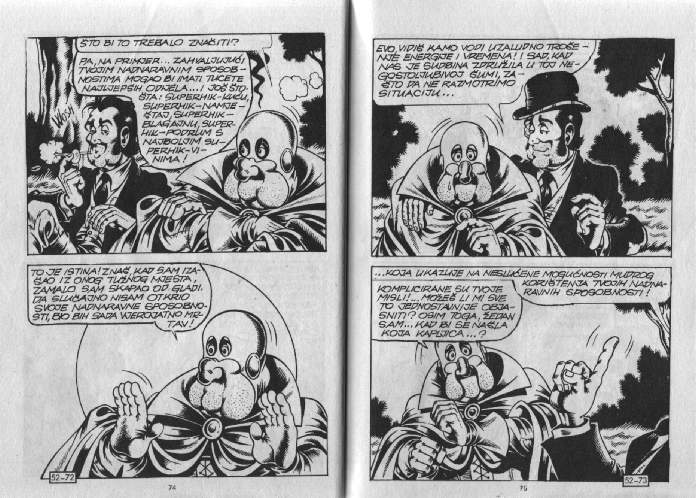 ŠTO BI TO TREBALO ZNAČITI?
PA, NA PRIMJER... ZAHVALJUJUĆI
TVOJIM NADNARAVNIM SPOSOB-
NOSTIMA MOGAO BI IMATI TUCETE
NAJLJEPŠIH ODIJELA... I JOŠ ŠTO-
ŠTA: SUPERHIK-KUĆU,
SUPERHIK-NAMJE-
ŠTAJ, SUPERHIK-
BLAGAJNU, SUPER-
HIK-PODRUM S
NAJBOLJIM SU-
PERHIK-VI-
NIMA!
TO JE ISTINA! ZNAŠ, KAD SAM IZA-
ŠAO IZ ONOG TUŽNOG MJESTA,
ZAMALO SAM SKAPAO OD GLADI.
DA SLUČAJNO NISAM OTKRIO
SVOJE NADNARAVNE SPOSOBNO-
STI, BIO BIH SADA VJEROJATNO MR-
TAV!
52-72
74
EVO, VIDIŠ KAMO VODI UZALUDNO TROŠE-
NJE ENERGIJE I VREMENA!! SAD, KAD
NAS JE SUDBINA ZDRUŽILA U TOJ NE-
GOSTOLJUBIVOJ ŠUMI, ZA-
ŠTO DA NE RAZMOTRIMO
SITUACIJU...
...KOJA UKAZUJE NA NESLUĆENE MOGUĆNOSTI MUDROG
KORIŠTENJA TVOJIH NADNA-
RAVNIH SPOSOBNOSTI!
KOMPLICIRANE SU TVOJE
MISLI!... MOŽEŠ LI MI SVE
TO JEDNOSTAVNIJE OBJA-
SNITI? OSIM TOGA, ŽEDAN
SAM... KAD BI SE NAŠLA
KOJA KAPLJICA...?
52-73
75